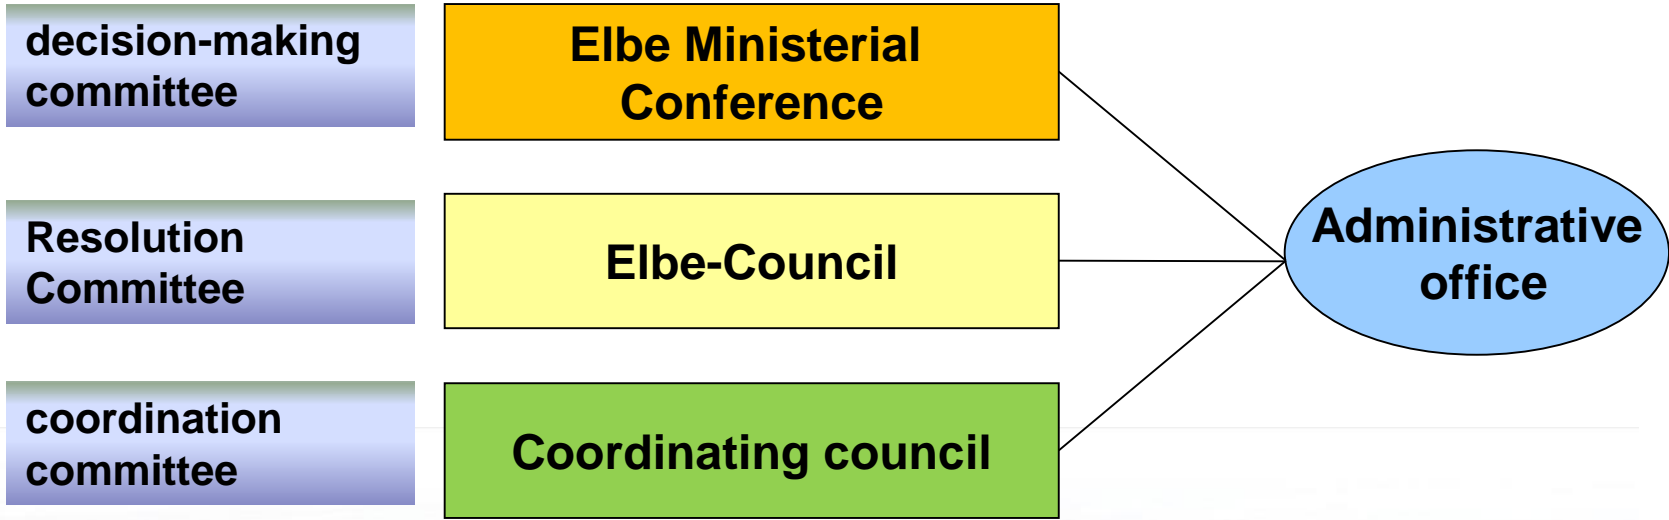 decision-making
committee
Elbe Ministerial
Conference
Resolution
Committee
Elbe-Council
Administrative
office
coordination
committee
Coordinating council